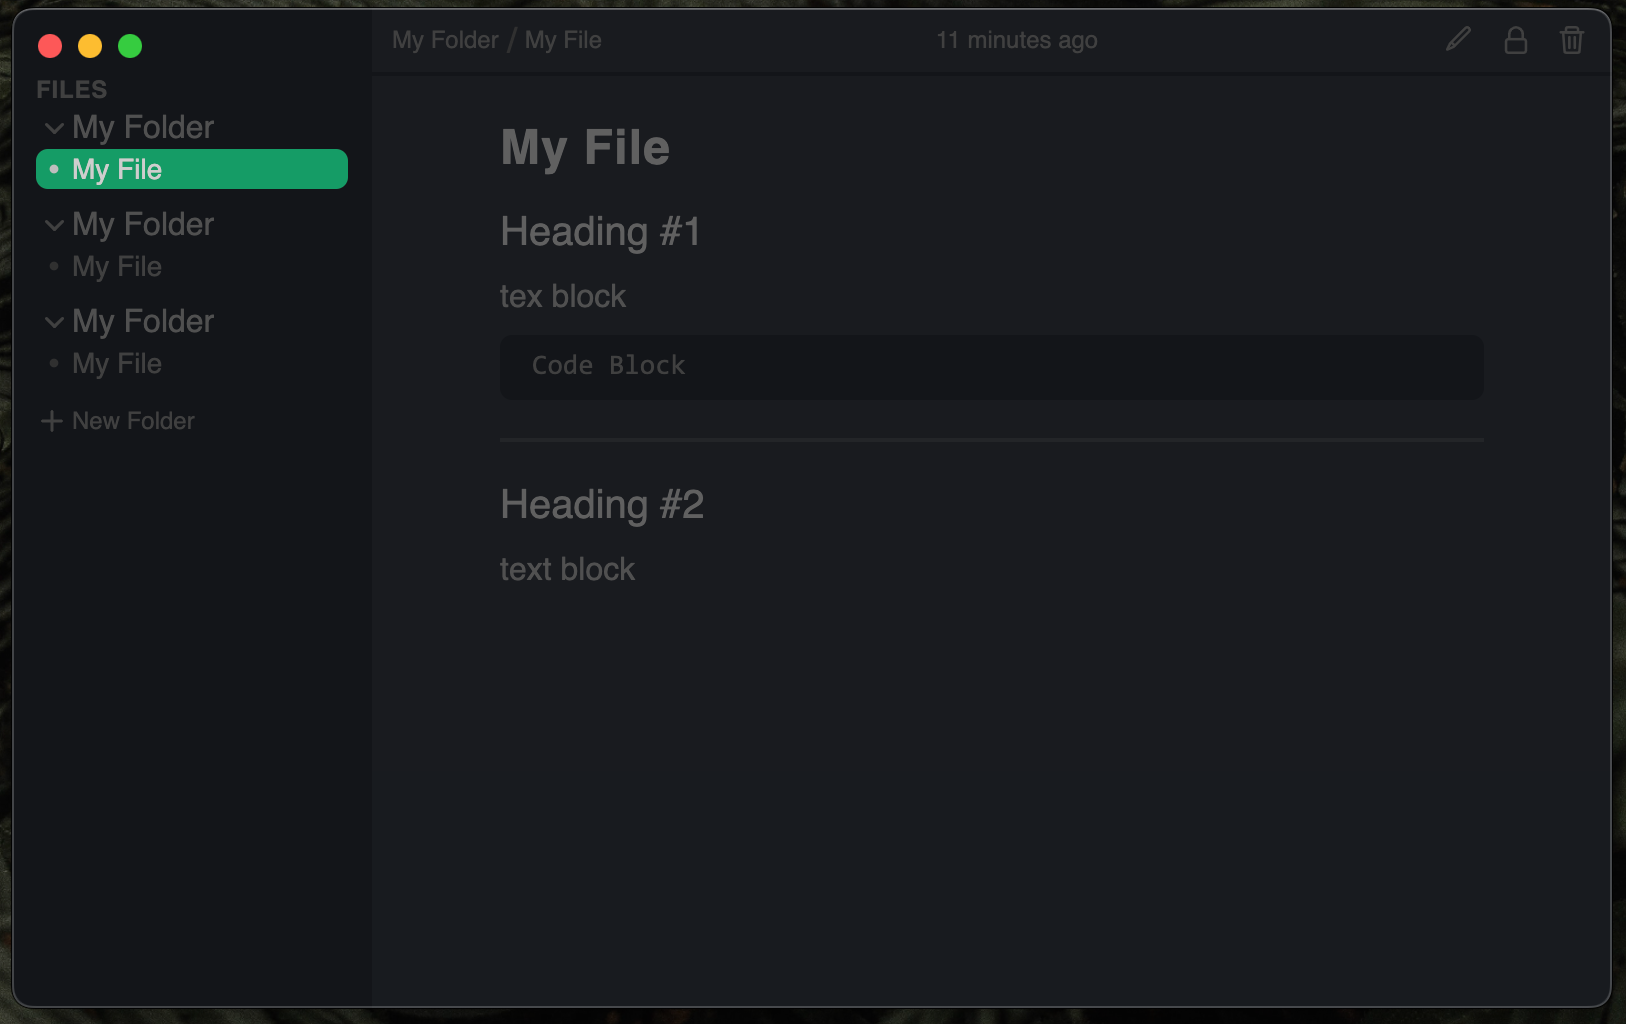 FILES
My Folder
My File
My Folder
My File
My Folder
My File
New Folder
My Folder / My File
11 minutes ago
My File
Heading #1
tex block
Code Block
Heading #2
text block